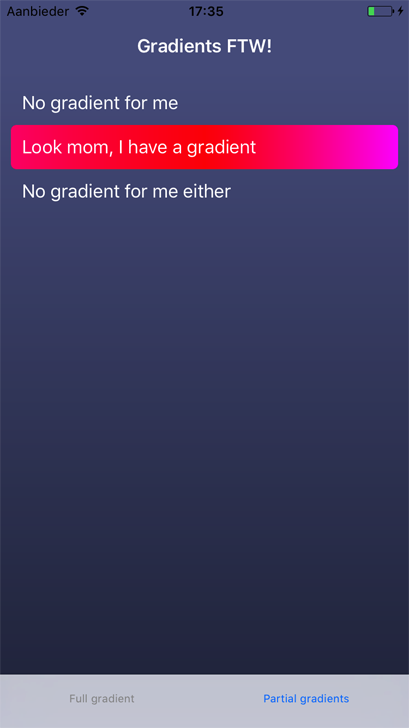 Aanbieder 17:35
Gradients FTW!
No gradient for me
Look mom, I have a gradient
No gradient for me either
Full gradient Partial gradients